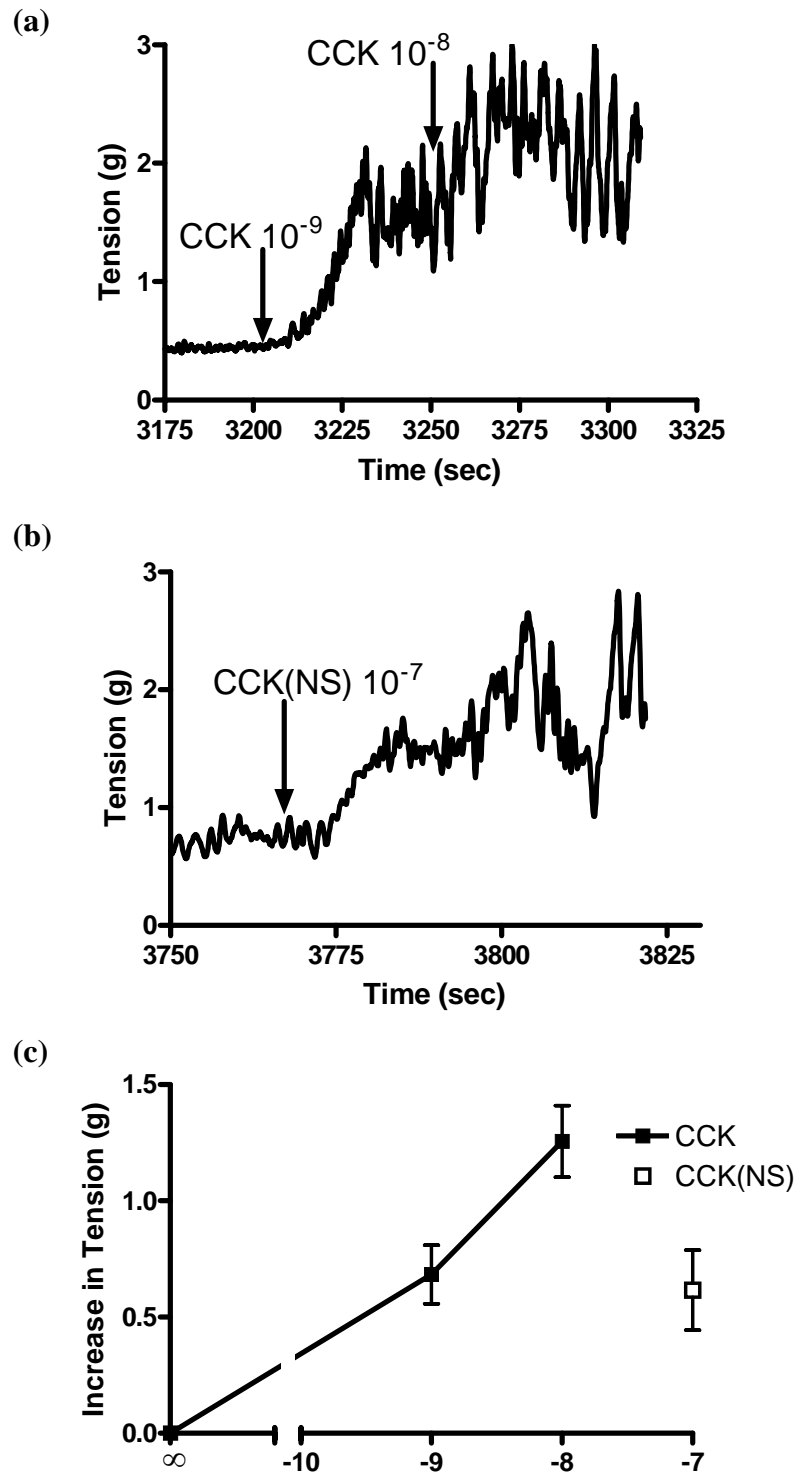 (a)
3
CCK 10⁻⁸
2
CCK 10⁻⁹
1
0
Tension (g)
3175 3200 3225 3250 3275 3300 3325
Time (sec)
(b)
3
CCK(NS) 10⁻⁷
2
1
0
Tension (g)
3750 3775 3800 3825
Time (sec)
(c)
1.5
CCK
CCK(NS)
1.0
0.5
0.0
Increase in Tension (g)
∞ -10 -9 -8 -7